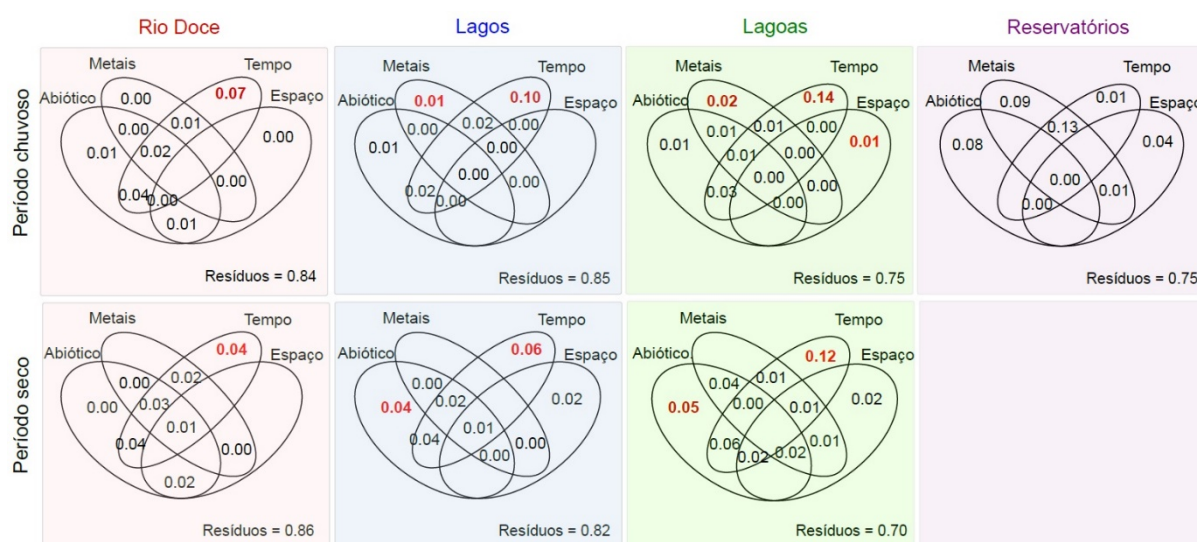 Rio Doce Lagos Lagoas Reservatórios
Período chuvoso
Metais Tempo
Abiótico Espaço
0.00 0.07
0.00 0.01 0.00
0.01 0.02
0.04 0.00 0.00
0.01
Resíduos = 0.84
Metais Tempo
Abiótico Espaço
0.01 0.10
0.00 0.02 0.00
0.01 0.00
0.00 0.00
0.02 0.00
Resíduos = 0.85
Metais Tempo
Abiótico Espaço
0.02 0.14
0.01 0.01 0.00
0.01 0.01 0.00 0.01
0.03 0.00 0.00
0.00
Resíduos = 0.75
Metais Tempo
Abiótico Espaço
0.09 0.01
0.13
0.08 0.04
0.00 0.01
0.00
Resíduos = 0.75
Período seco
Metais Tempo
Abiótico Espaço
0.04
0.00 0.02
0.00 0.03
0.04 0.01 0.00
0.02
Resíduos = 0.86
Metais Tempo
Abiótico Espaço
0.06
0.00
0.04 0.02 0.02
0.04 0.01 0.00
0.00
Resíduos = 0.82
Metais Tempo
Abiótico Espaço
0.12
0.04 0.01
0.05 0.00 0.01 0.02
0.06 0.01
0.02 0.02
Resíduos = 0.70